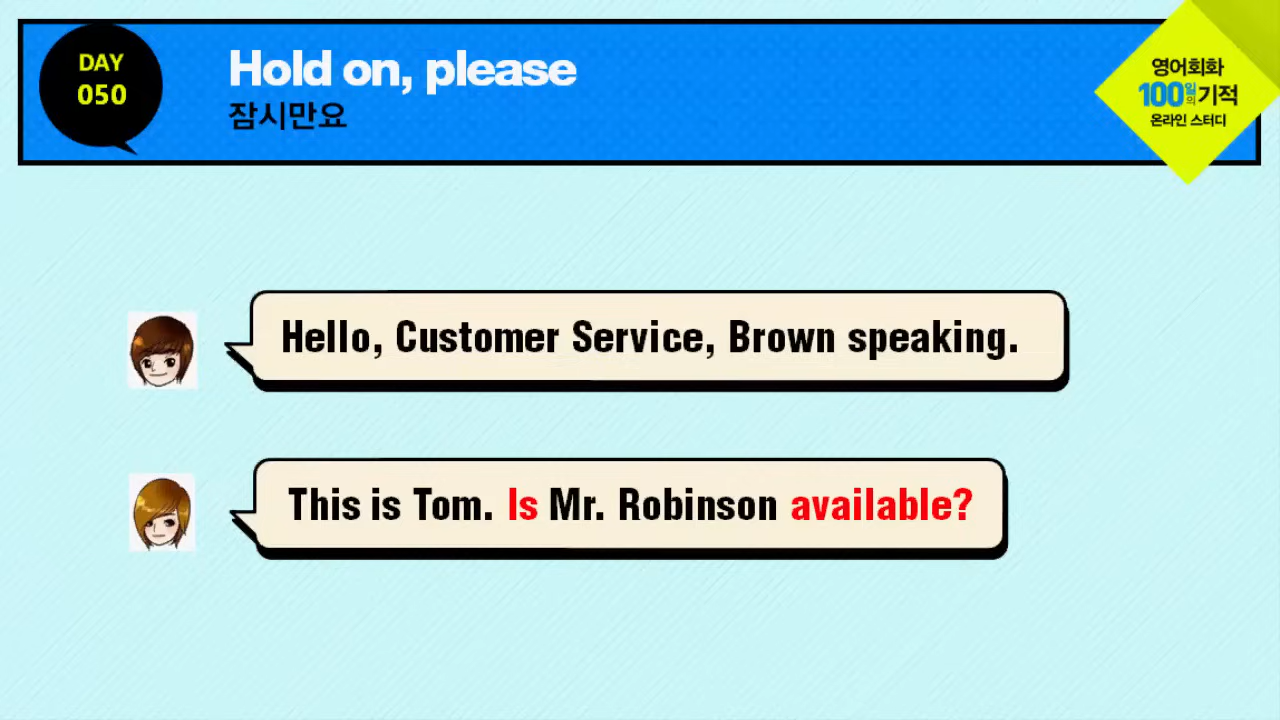 DAY
050
Hold on, please
잠시만요
영어회화
100일의기적
온라인 스터디
Hello, Customer Service, Brown speaking.
This is Tom. Is Mr. Robinson available?